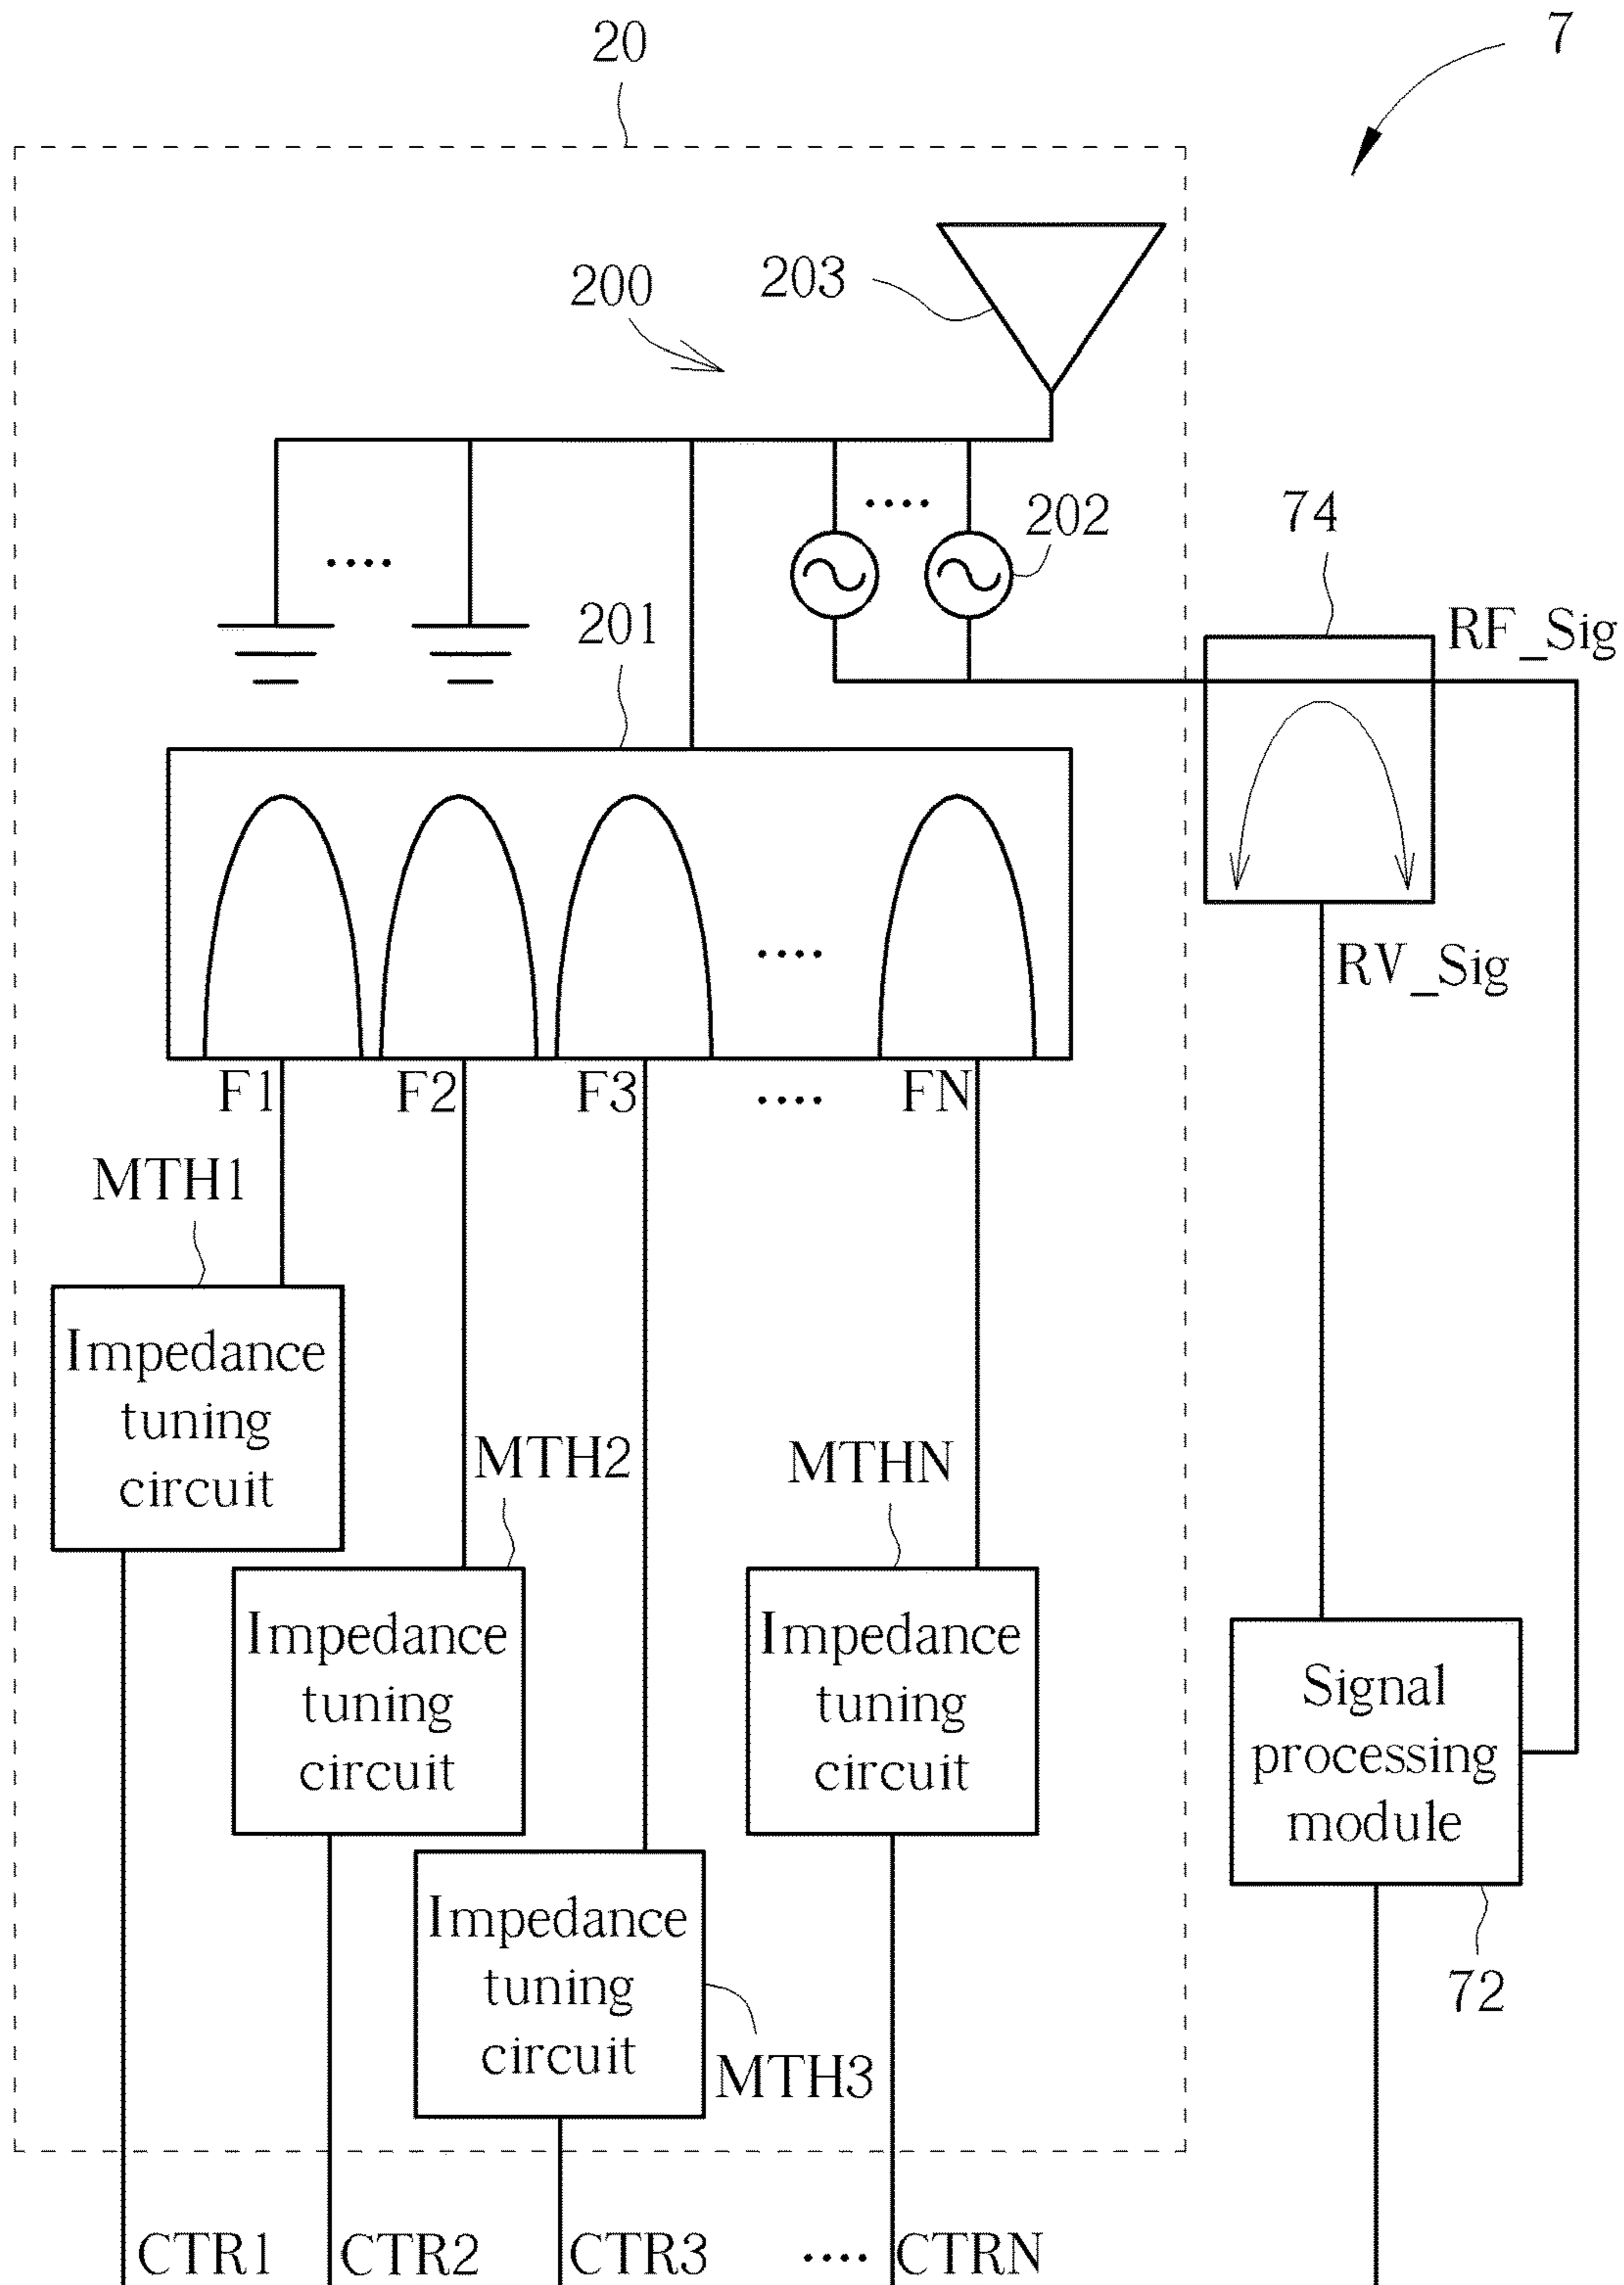 20
7
200
203
202
74
RF_Sig
201
....
....
RV_Sig
....
F1
F2
F3
....
FN
MTH1
Impedance
tuning
circuit
MTH2
MTHN
Impedance
tuning
circuit
Impedance
tuning
circuit
Signal
processing
module
Impedance
tuning
circuit
72
MTH3
CTR1
CTR2
CTR3
....
CTRN